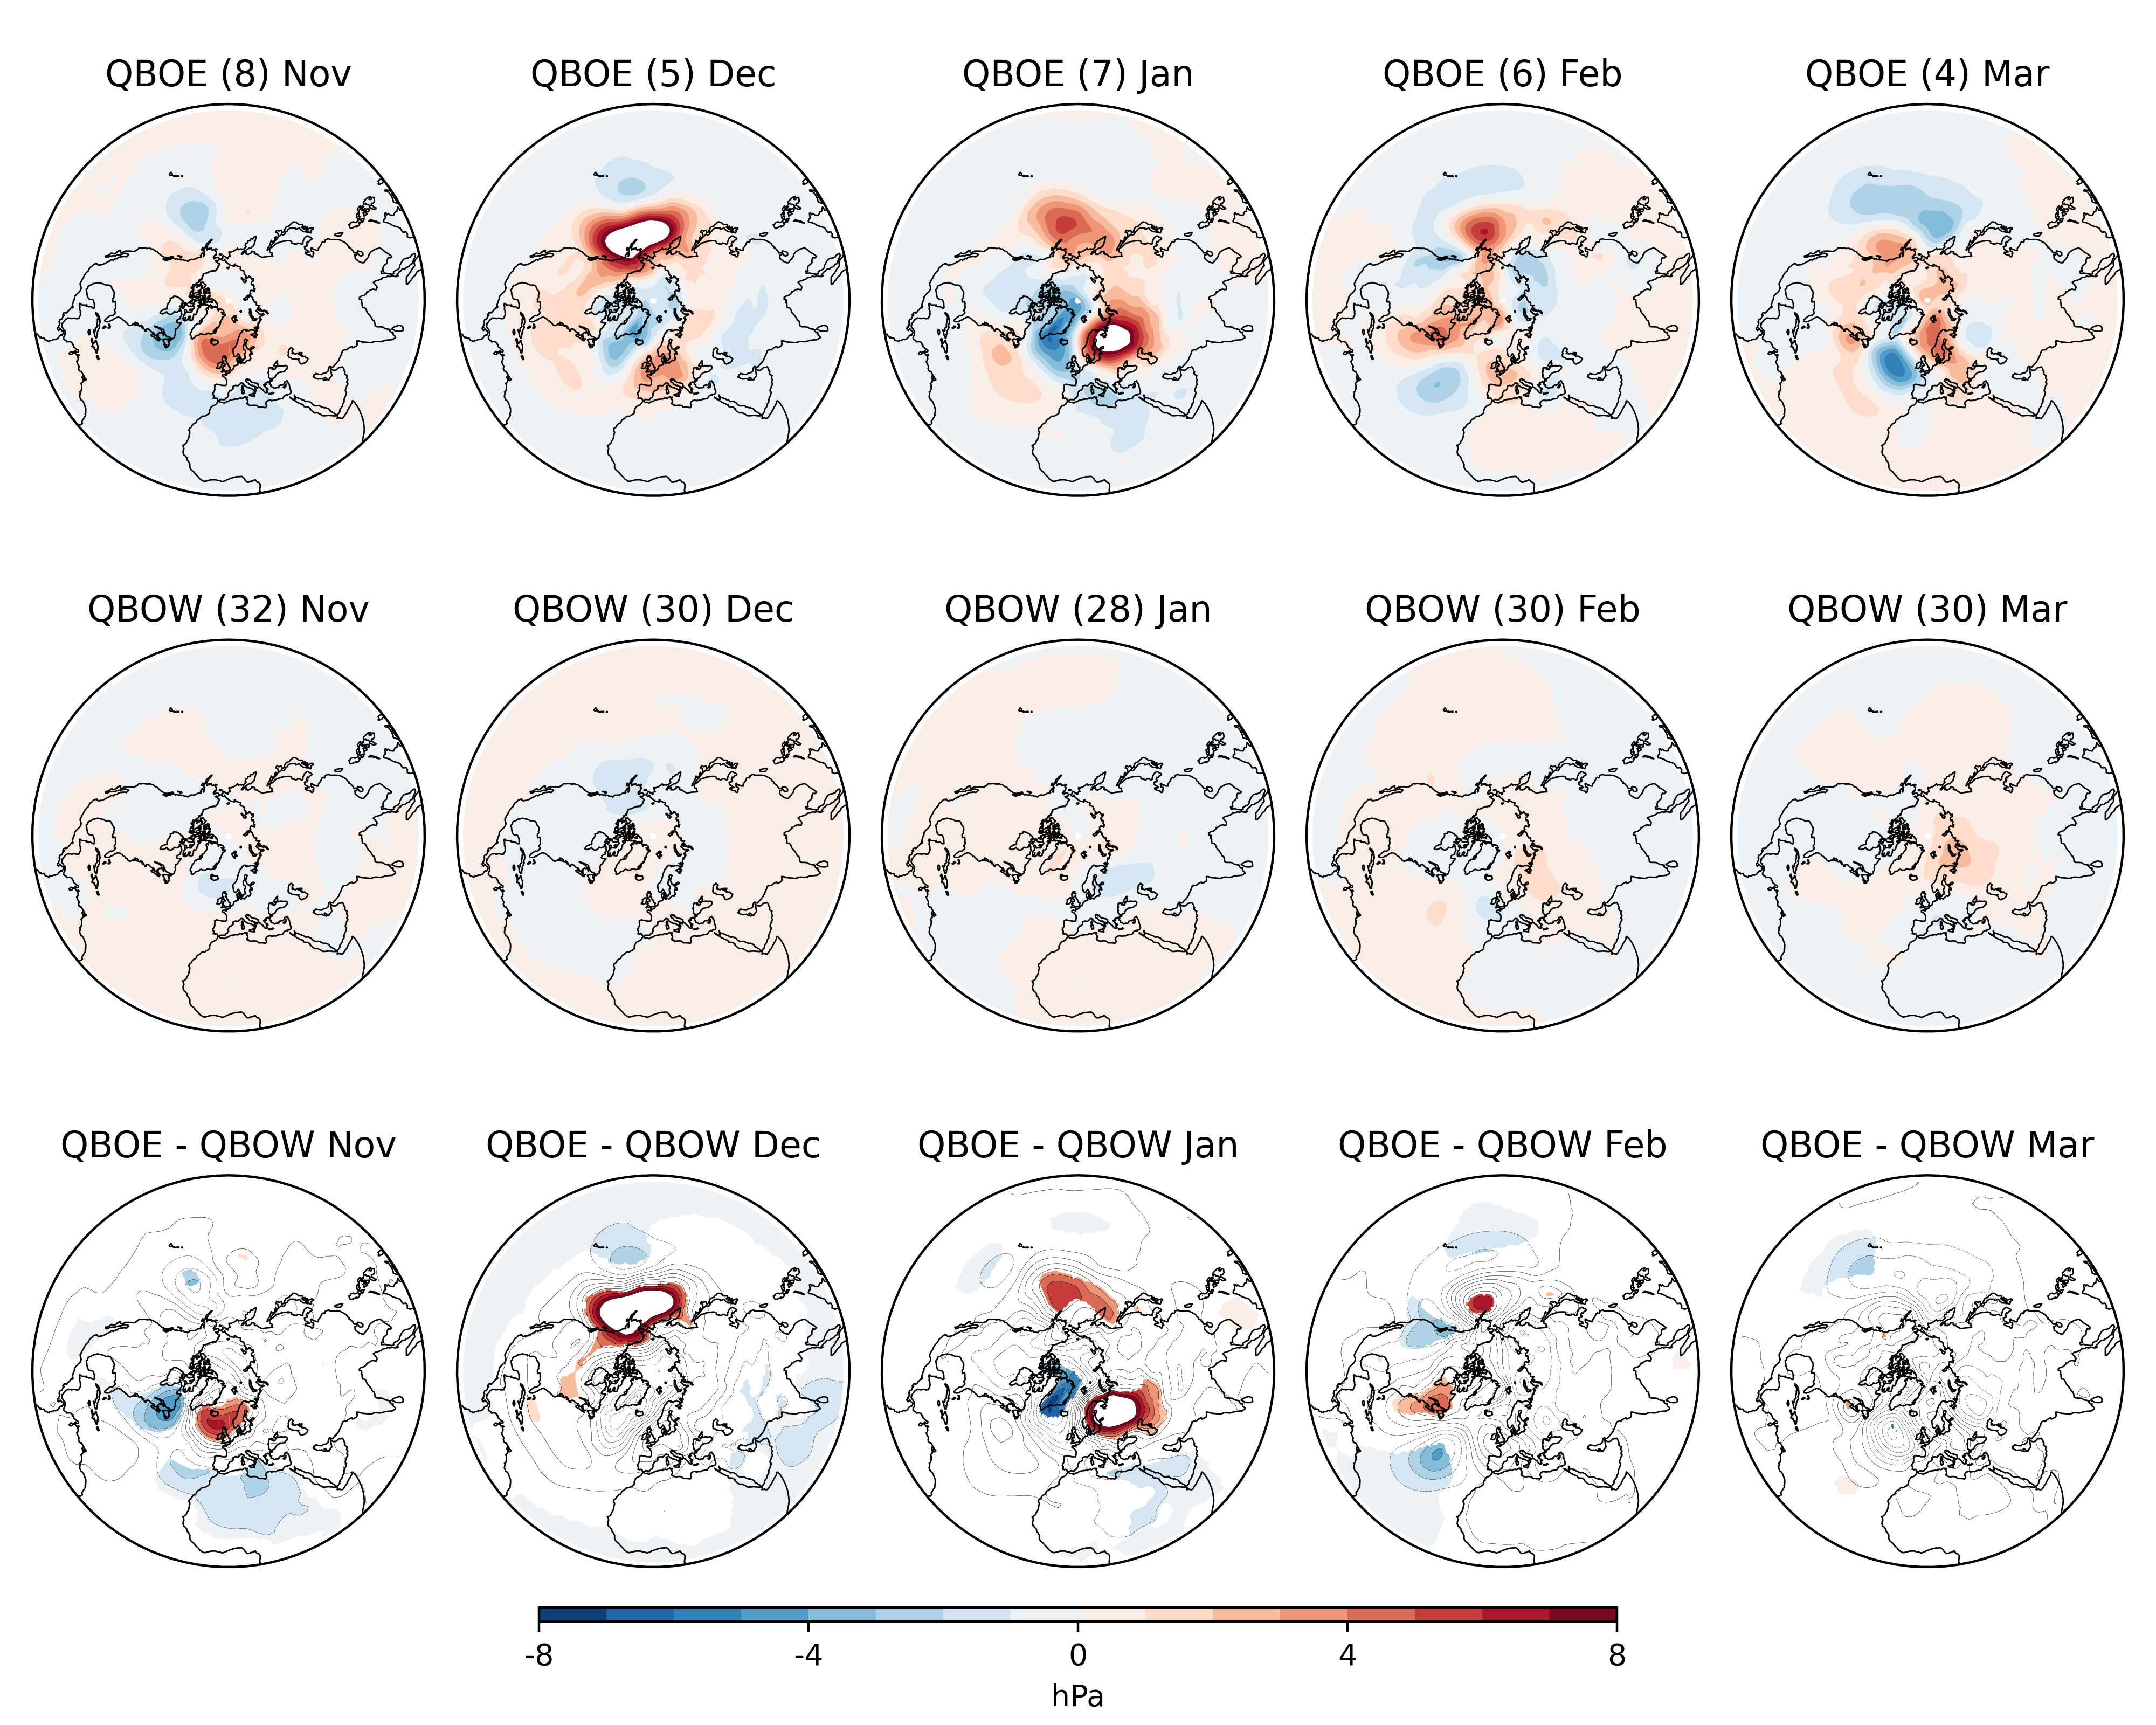 QBOE (8) Nov
QBOE (5) Dec
QBOE (7) Jan
QBOE (6) Feb
QBOE (4) Mar
QBOW (32) Nov
QBOW (30) Dec
QBOW (28) Jan
QBOW (30) Feb
QBOW (30) Mar
QBOE - QBOW Nov
QBOE - QBOW Dec
QBOE - QBOW Jan
QBOE - QBOW Feb
QBOE - QBOW Mar
-8 -4 0 4 8
hPa